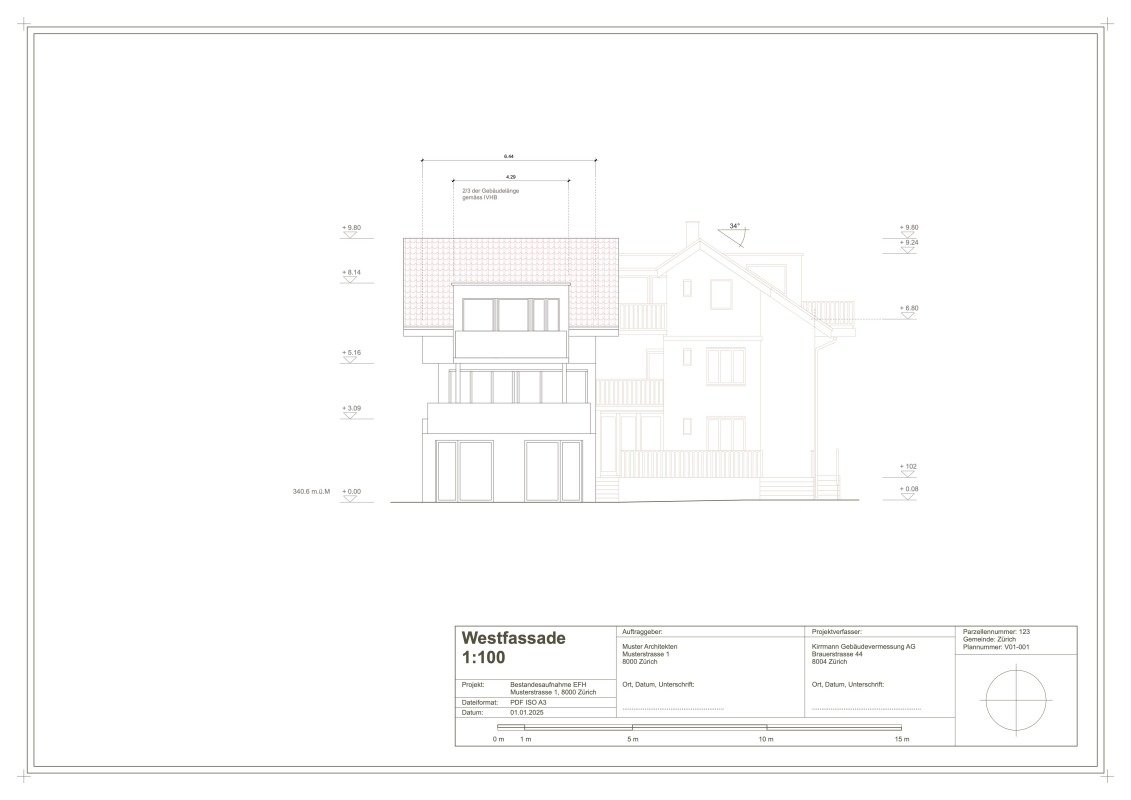 6.44
4.29
2/3 der Gebäudelänge
gemäss IVHB
+ 9.80
34°
+ 9.80
+ 9.24
+ 8.14
+ 6.80
+ 5.16
+ 3.09
+ 102
340.6 m.ü.M + 0.00
+ 0.08
Westfassade
1:100
Projekt: Bestandesaufnahme EFH
Musterstrasse 1, 8000 Zürich
Dateiformat: PDF ISO A3
Datum: 01.01.2025
Auftraggeber:
Muster Architekten
Musterstrasse 1
8000 Zürich
Ort, Datum, Unterschrift:
Projektverfasser:
Kirrmann Gebäudevermessung AG
Brauerstrasse 44
8004 Zürich
Ort, Datum, Unterschrift:
Parzellennummer: 123
Gemeinde: Zürich
Plannummer: V01-001
0 m 1 m 5 m 10 m 15 m